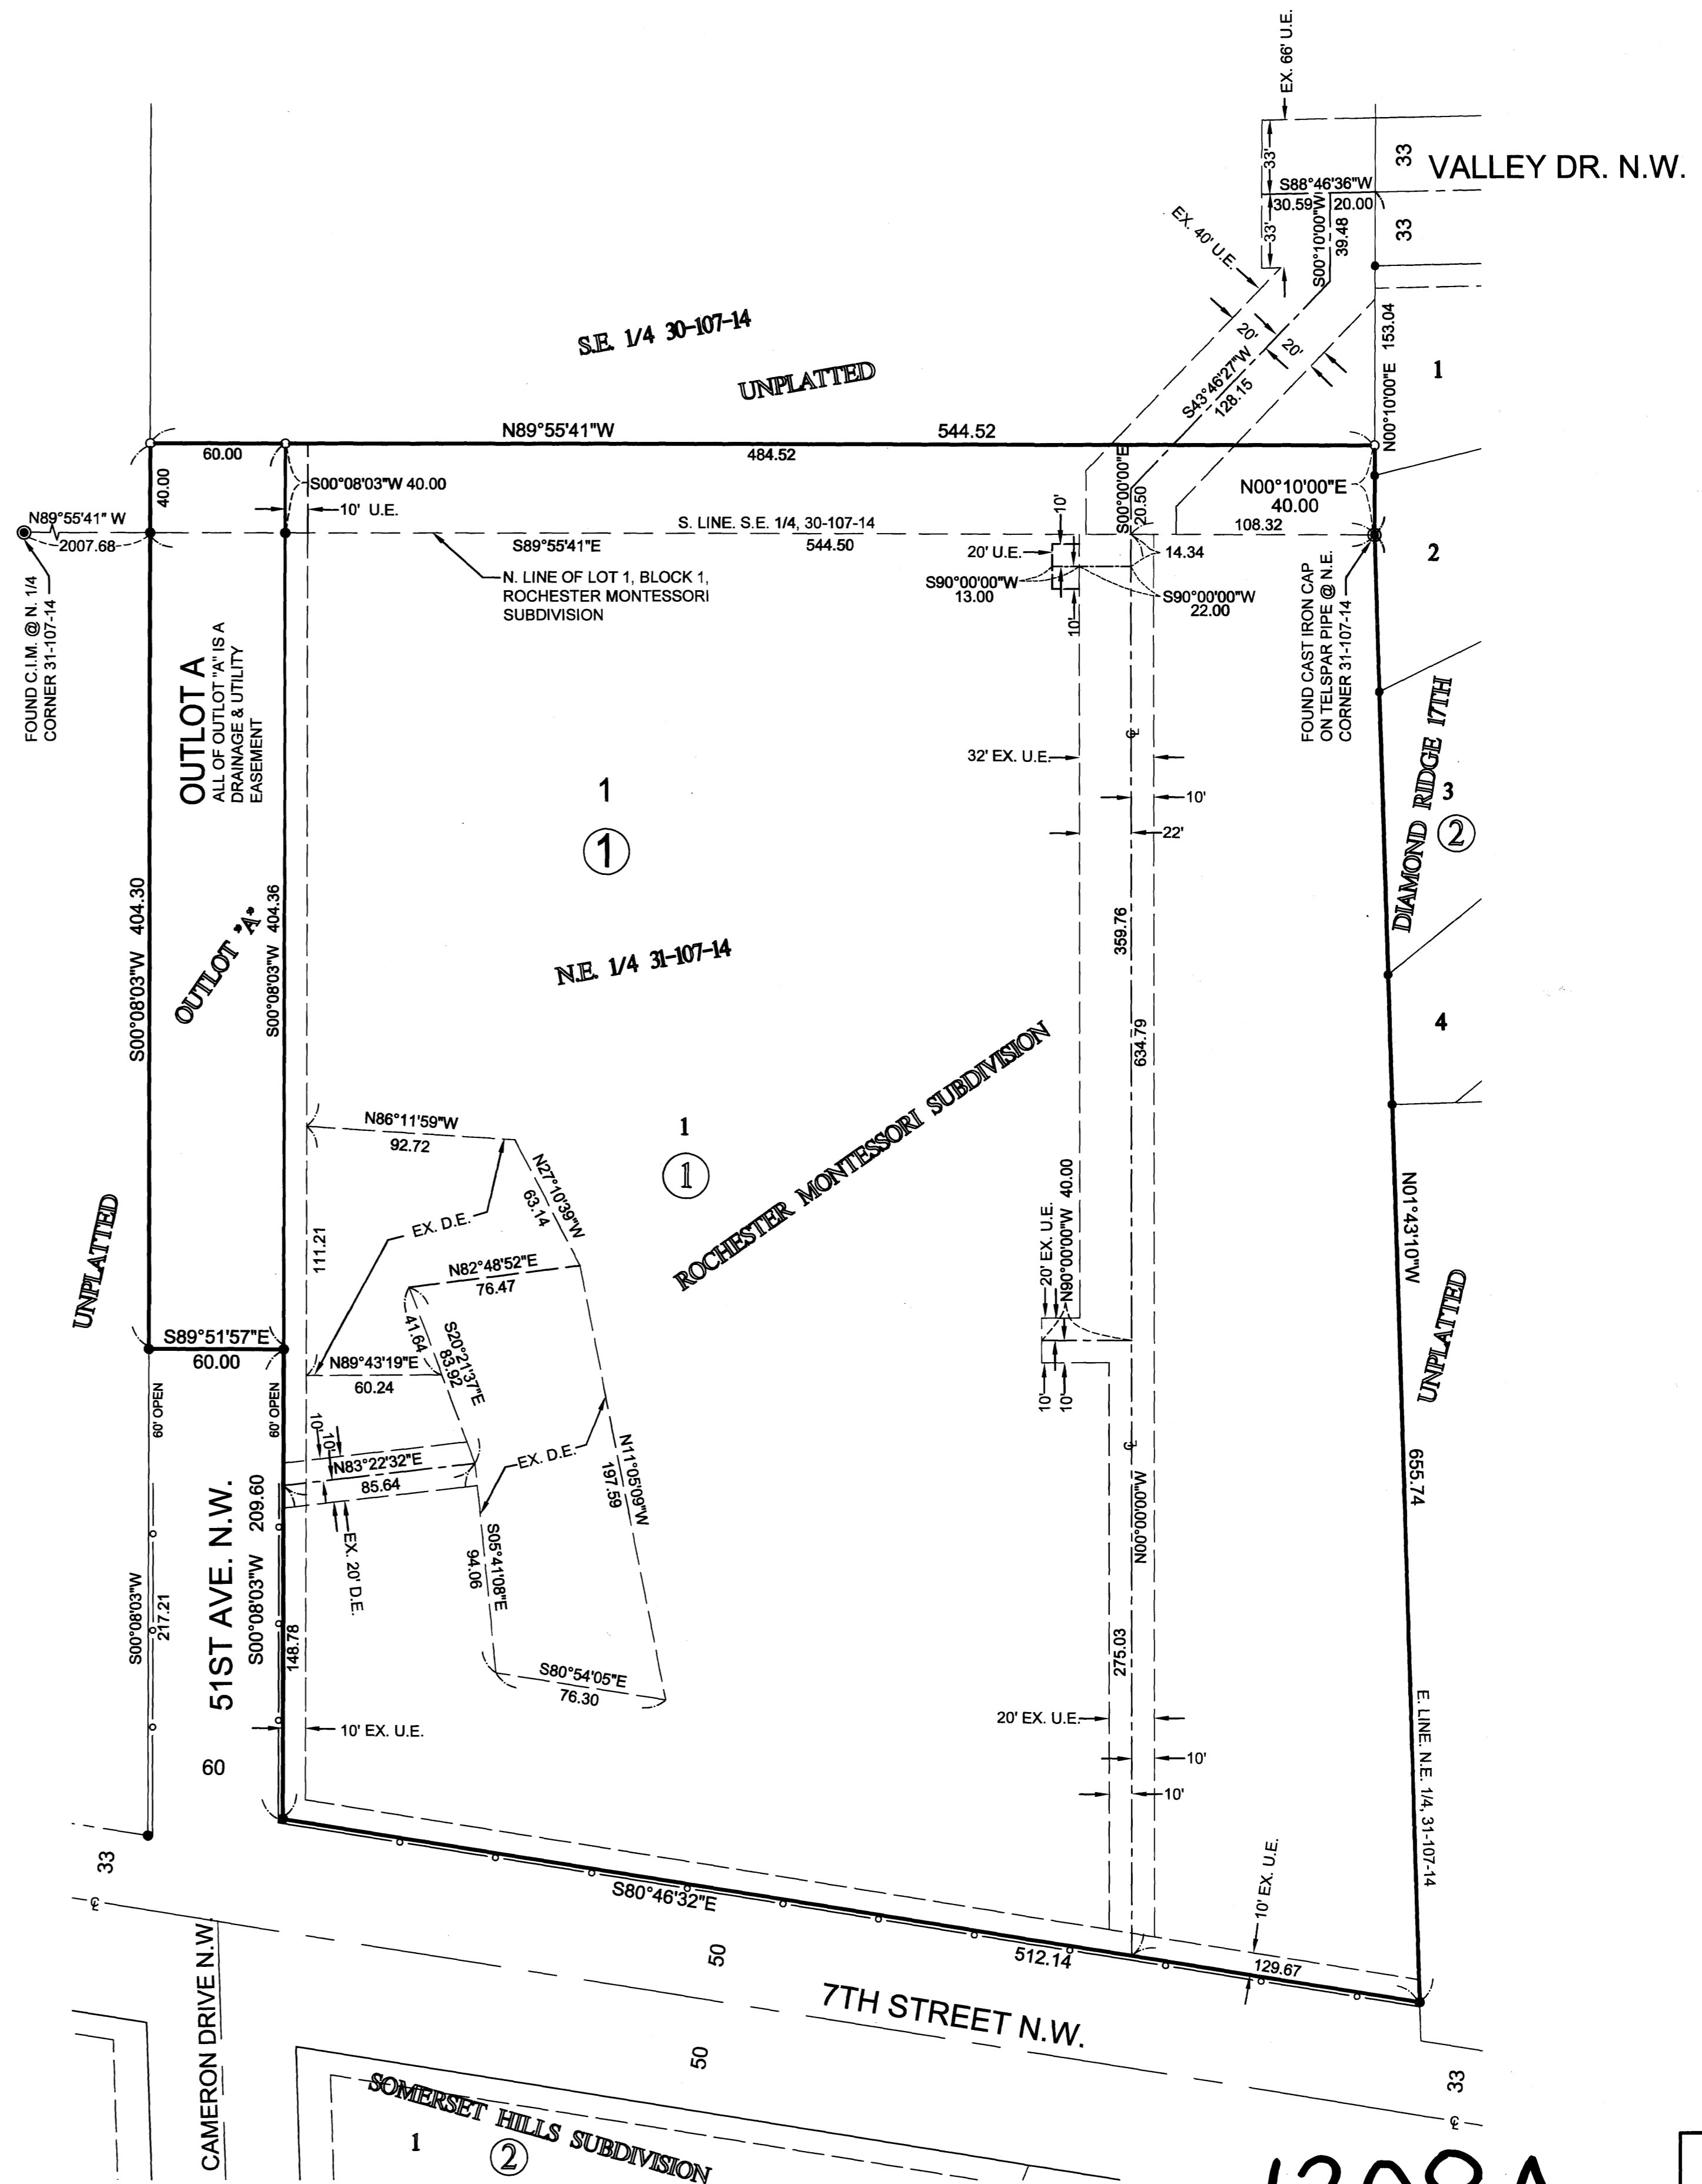 EX. 66' U.E.
33'
33
VALLEY DR. N.W.
S88°46'36"W
30.59
20.00
33'
33
S00°10'00"W
39.48
EX. 40' U.E.
20'
20'
S43°46'27"W
128.15
N00°10'00"E 153.04
1
S.E. 1/4 30-107-14
UNPLATTED
N89°55'41"W
544.52
60.00
484.52
40.00
S00°08'03"W 40.00
10' U.E.
N00°10'00"E
40.00
S00°00'00"E
20.50
10'
N89°55'41" W
2007.68
S. LINE. S.E. 1/4, 30-107-14
S89°55'41"E
544.50
108.32
20' U.E.
14.34
S90°00'00"W
13.00
S90°00'00"W
22.00
10'
N. LINE OF LOT 1, BLOCK 1,
ROCHESTER MONTESSORI
SUBDIVISION
2
FOUND C.I.M. @ N. 1/4
CORNER 31-107-14
FOUND CAST IRON CAP
ON TELSPAR PIPE @ N.E.
CORNER 31-107-14
OUTLOT A
ALL OF OUTLOT "A" IS A
DRAINAGE & UTILITY
EASEMENT
32' EX. U.E.
10'
22'
1
1
DIAMOND RIDGE 17TH
3
2
S00°08'03"W 404.30
OUTLOT "A"
S00°08'03"W 404.36
359.76
N.E. 1/4 31-107-14
4
634.79
ROCHESTER MONTESSORI SUBDIVISION
N86°11'59"W
92.72
1
1
N27°10'39"W
63.14
EX. D.E.
111.21
N82°48'52"E
76.47
20' EX. U.E.
N90°00'00"W 40.00
N01°43'10"W
UNPLATTED
UNPLATTED
S89°51'57"E
60.00
41.64
S20°21'37"E
83.92
N89°43'19"E
60.24
10'
10'
60' OPEN
60' OPEN
10'
10'
N83°22'32"E
85.64
EX. D.E.
N11°05'09"W
197.59
655.74
EX. 20' D.E.
S05°41'08"E
94.06
N00°00'00"W
S00°08'03"W
217.21
51ST AVE. N.W.
S00°08'03"W 209.60
148.78
275.03
S80°54'05"E
76.30
10' EX. U.E.
20' EX. U.E.
10'
10'
60
E. LINE. N.E. 1/4, 31-107-14
33
S80°46'32"E
512.14
10' EX. U.E.
129.67
50
7TH STREET N.W.
50
CAMERON DRIVE N.W.
33
SOMERSET HILLS SUBDIVISION
1
2